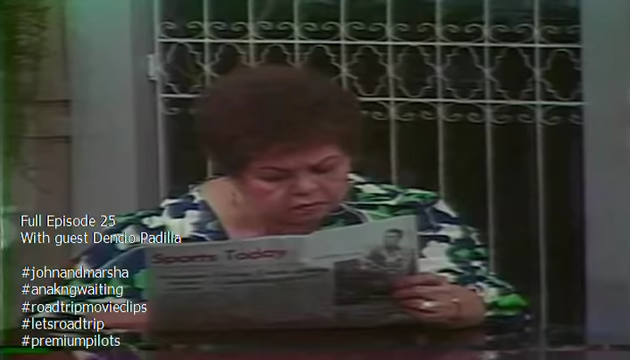 Sports Today
Full Episode 25
With guest Dencio Padilla
#johnandmarsha
#anakngwaiting
#roadtripmovieclips
#letsroadtrip
#premiumpilots